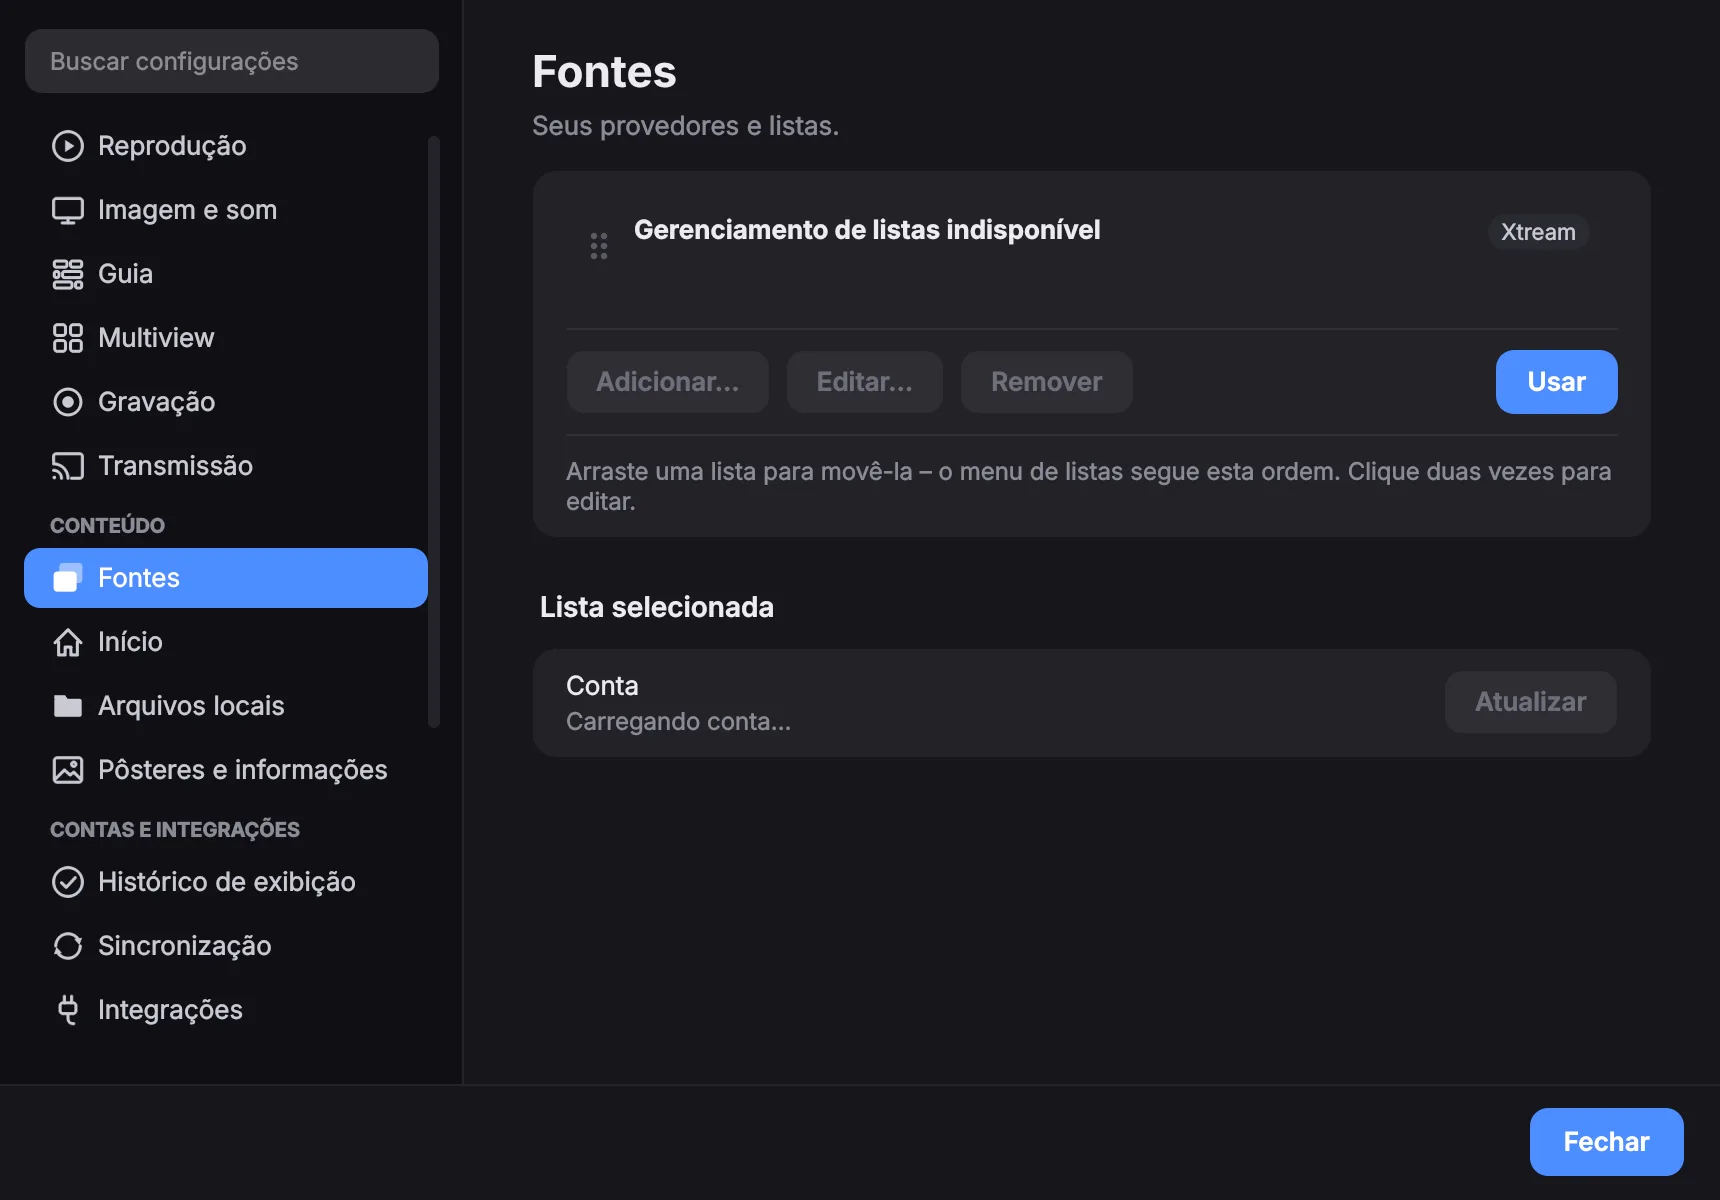 Buscar configurações
Reprodução
Imagem e som
Guia
Multiview
Gravação
Transmissão
CONTEÚDO
Fontes
Início
Arquivos locais
Pôsteres e informações
CONTAS E INTEGRAÇÕES
Histórico de exibição
Sincronização
Integrações
Fontes
Seus provedores e listas.
Gerenciamento de listas indisponível
Xtream
Adicionar...
Editar...
Remover
Usar
Arraste uma lista para movê-la – o menu de listas segue esta ordem. Clique duas vezes para
editar.
Lista selecionada
Conta
Carregando conta...
Atualizar
Fechar